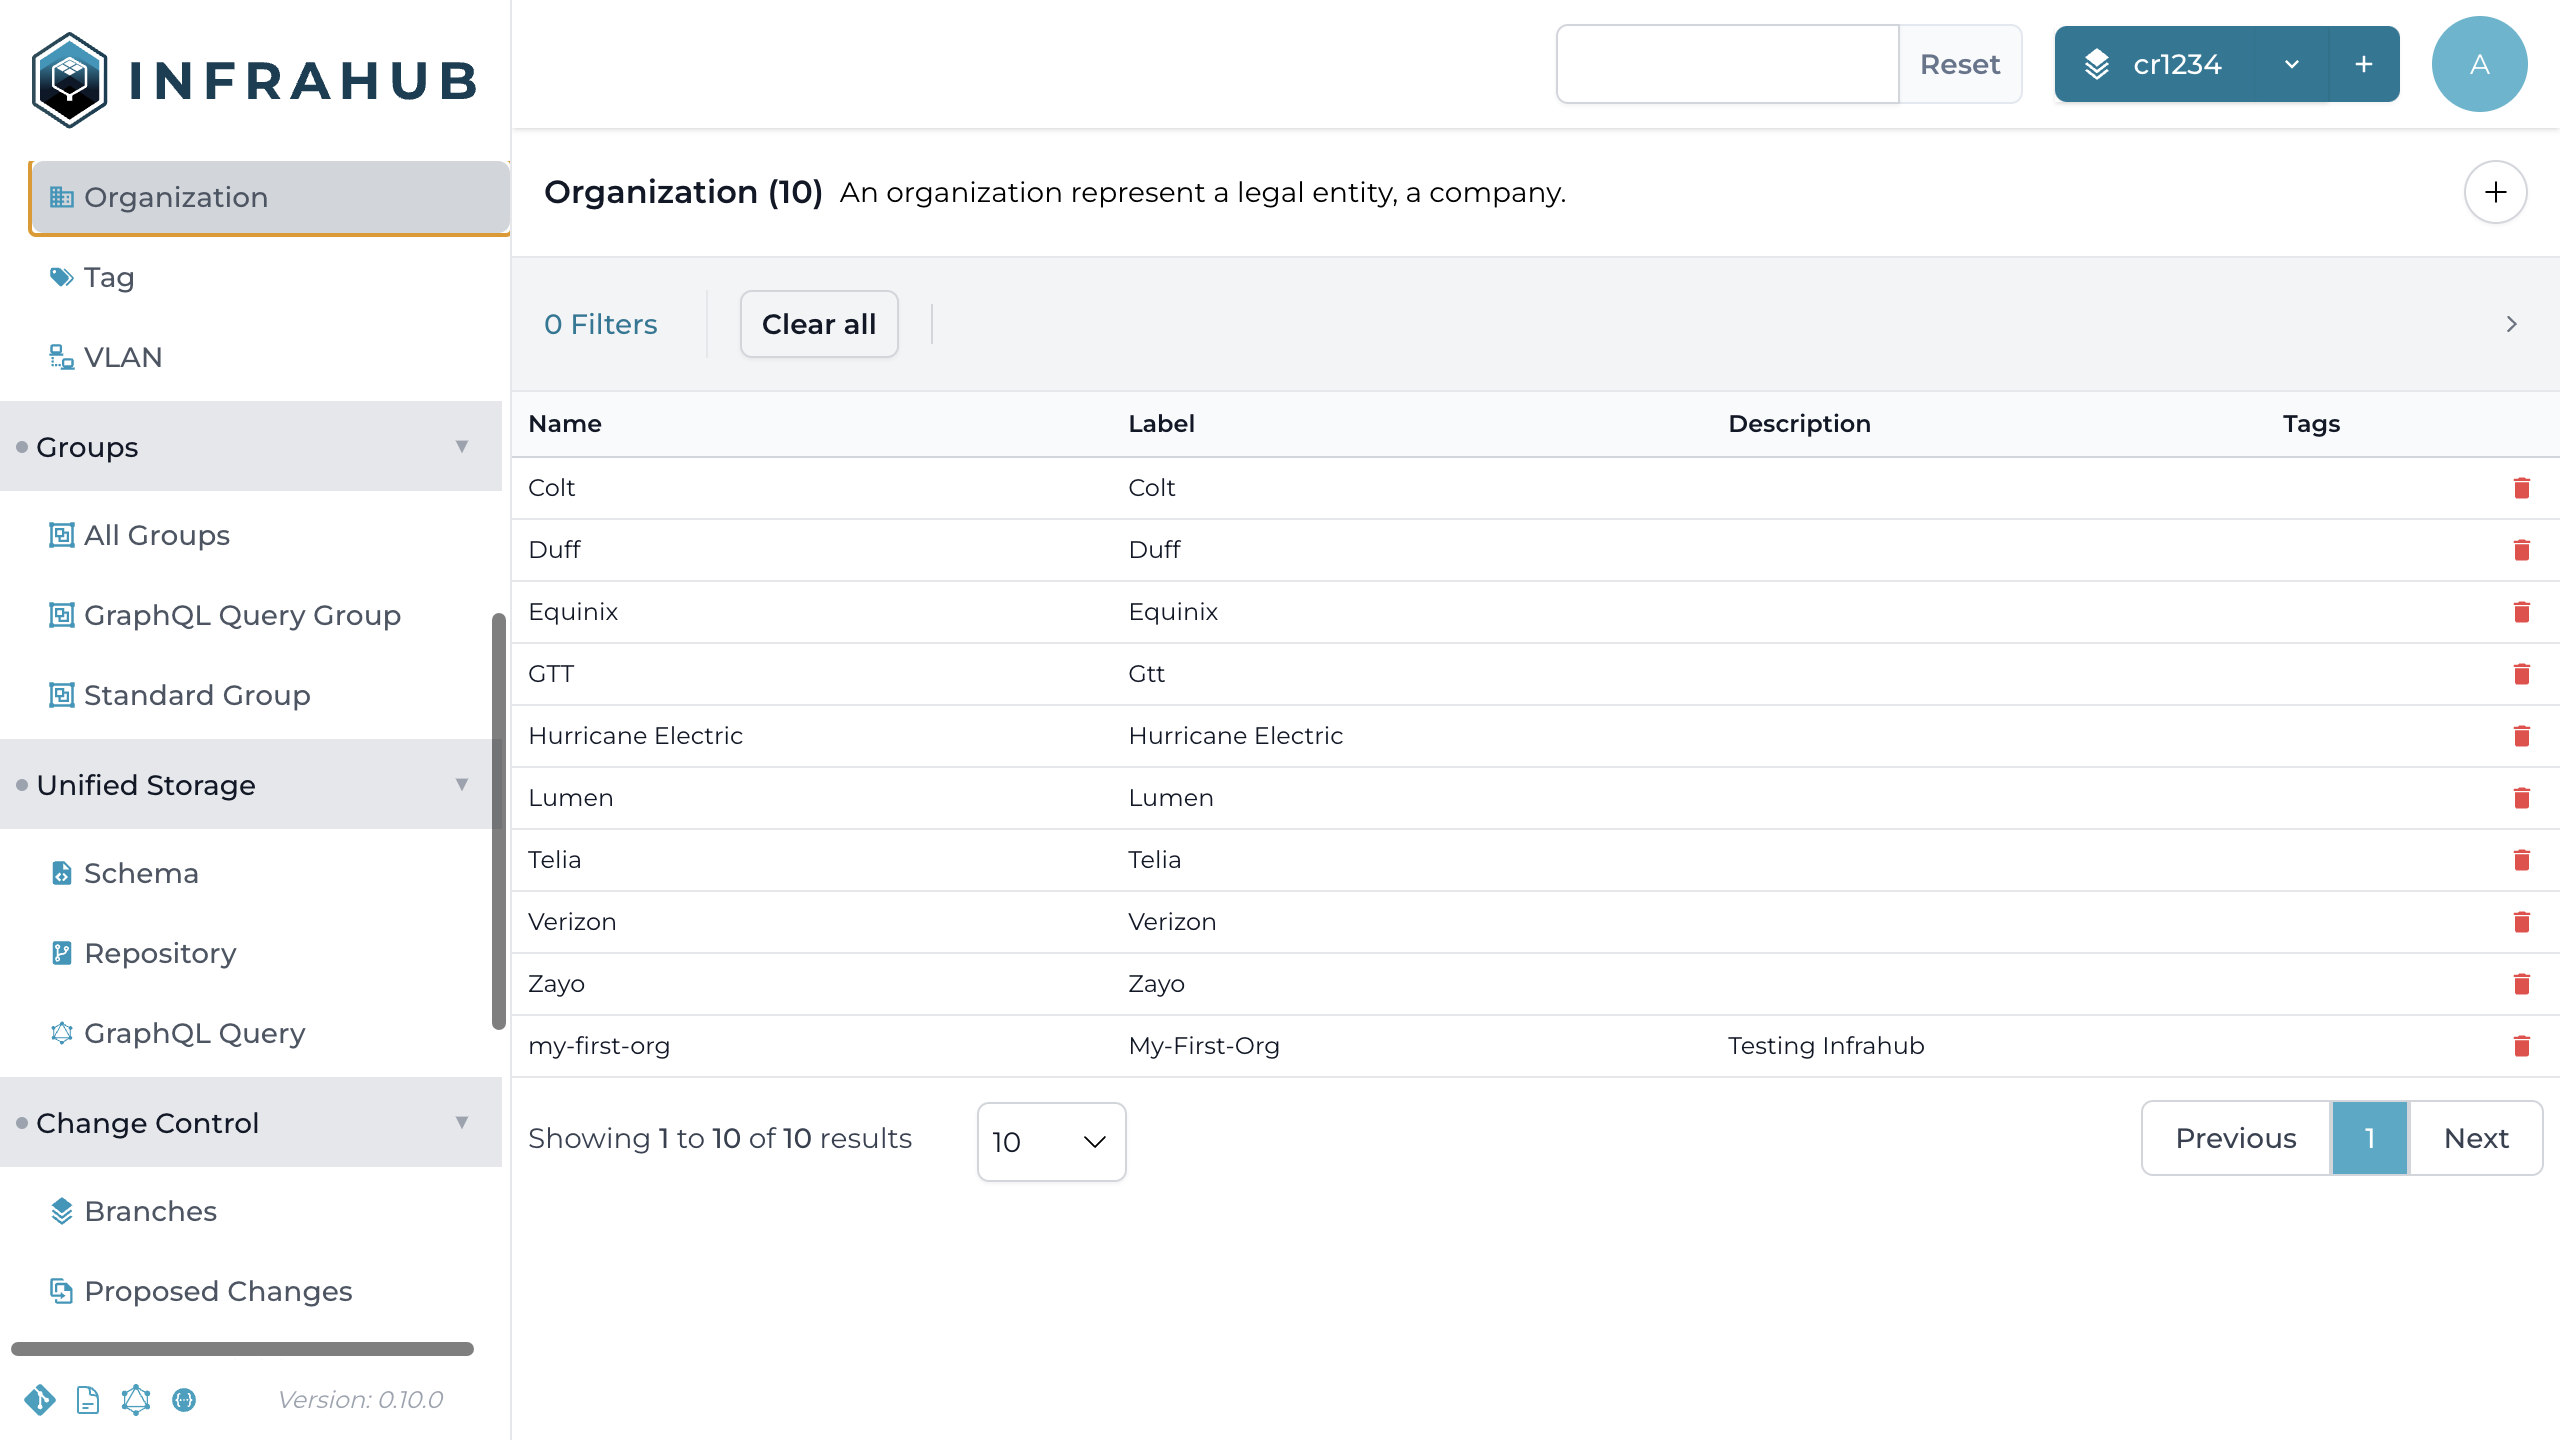 INFRAHUB
Reset
cr1234
+
A
Organization
Tag
VLAN
Groups
All Groups
GraphQL Query Group
Standard Group
Unified Storage
Schema
Repository
GraphQL Query
Change Control
Branches
Proposed Changes
Version: 0.10.0
Organization (10) An organization represent a legal entity, a company.
0 Filters Clear all
Name Label Description Tags
Colt Colt
Duff Duff
Equinix Equinix
GTT Gtt
Hurricane Electric Hurricane Electric
Lumen Lumen
Telia Telia
Verizon Verizon
Zayo Zayo
my-first-org My-First-Org Testing Infrahub
Showing 1 to 10 of 10 results 10 Previous 1 Next